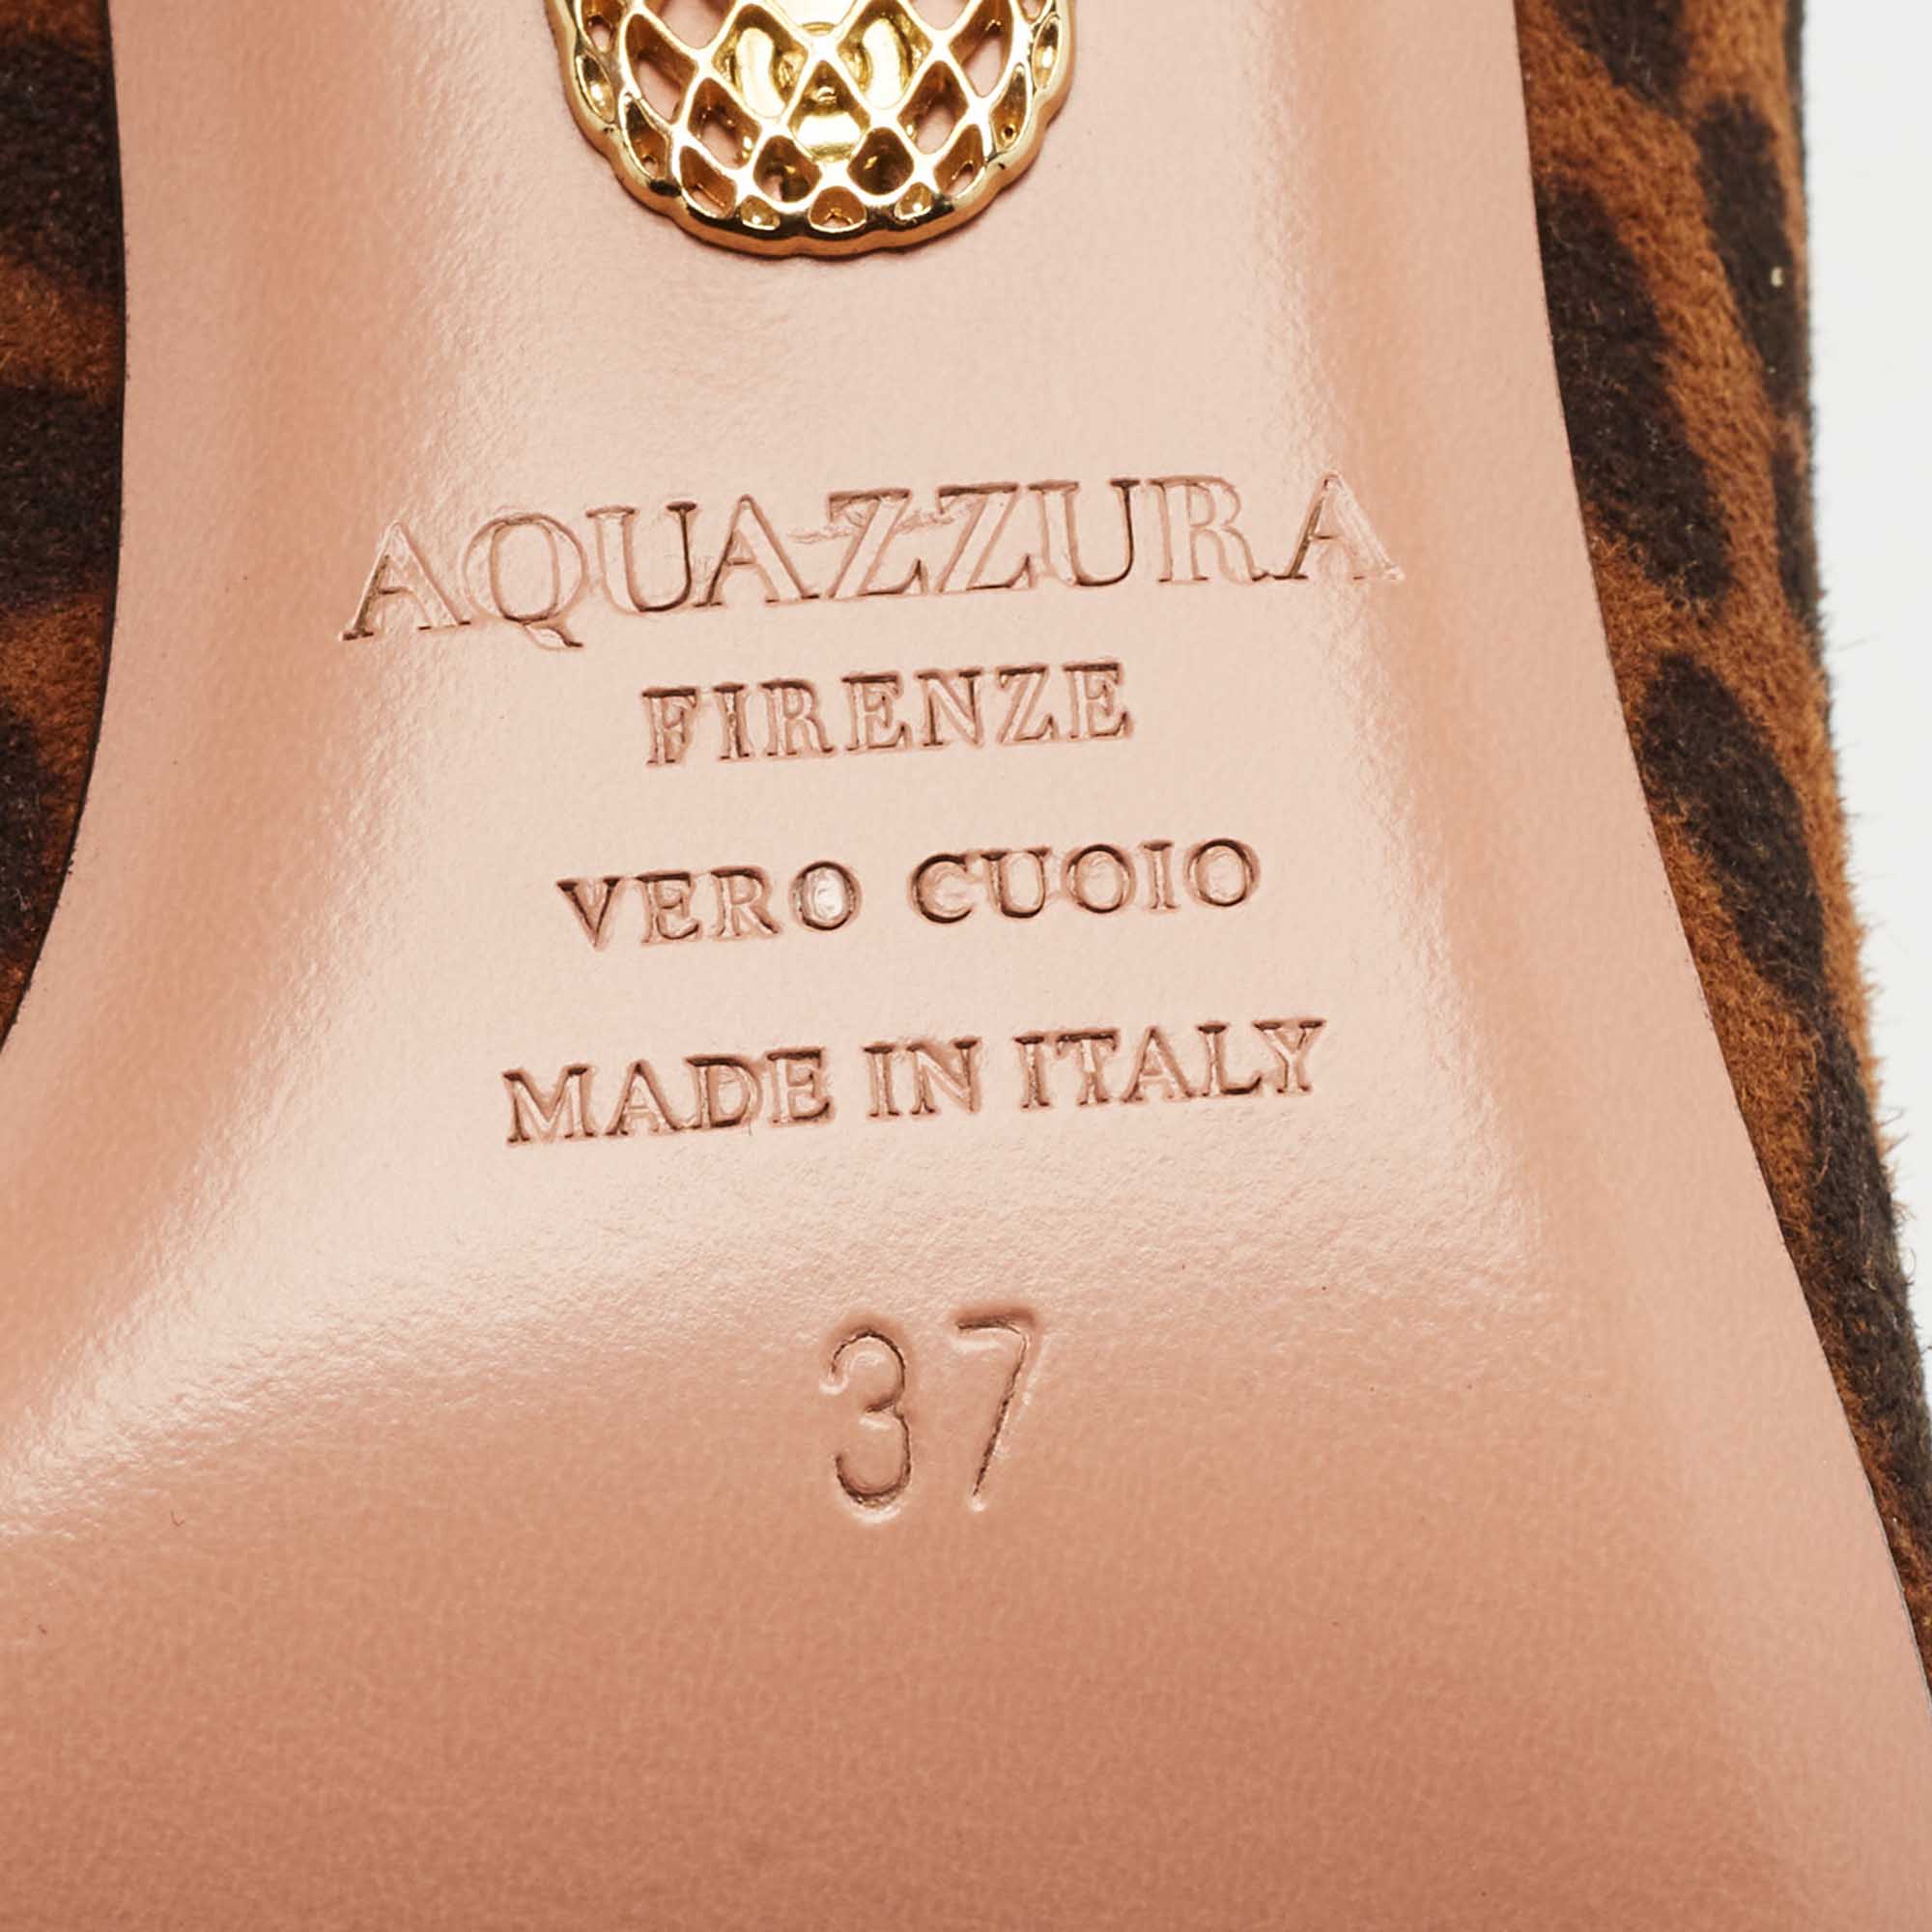 AQUAZZURA
FIRENZE
VERO CUOIO
MADE IN ITALY
37